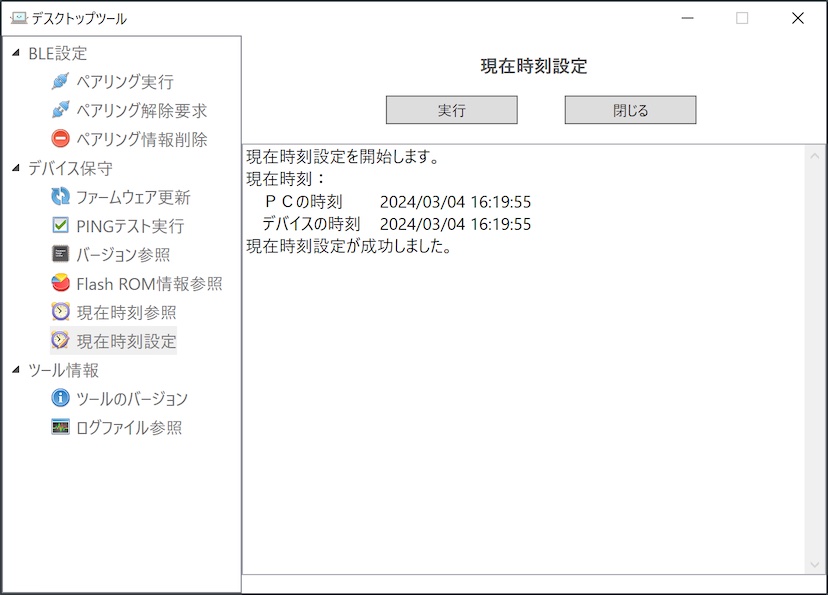 デスクトップツール
BLE設定
ペアリング実行
ペアリング解除要求
ペアリング情報削除
デバイス保守
ファームウェア更新
PINGテスト実行
バージョン参照
Flash ROM情報参照
現在時刻参照
現在時刻設定
ツール情報
ツールのバージョン
ログファイル参照
現在時刻設定
実行 閉じる
現在時刻設定を開始します。
現在時刻：
ＰＣの時刻 2024/03/04 16:19:55
デバイスの時刻 2024/03/04 16:19:55
現在時刻設定が成功しました。